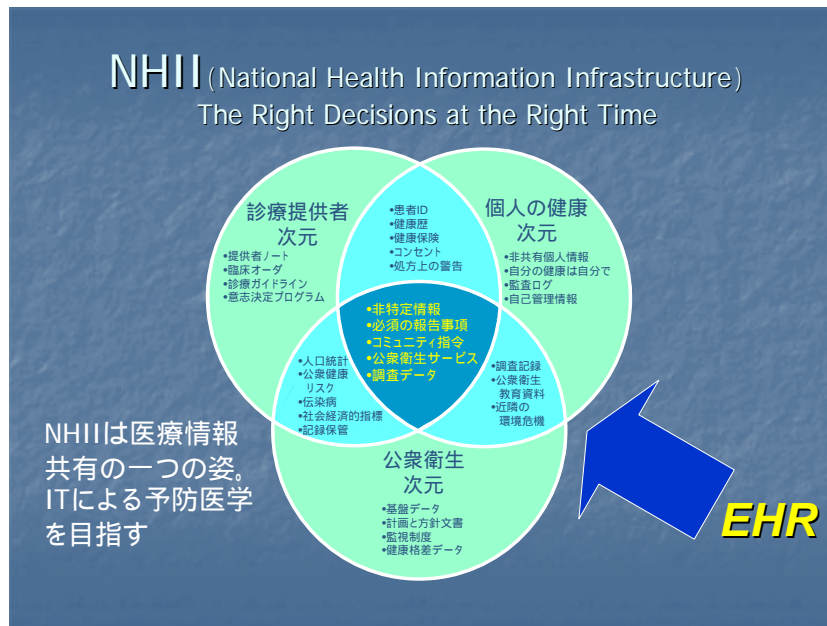 NHII (National Health Information Infrastructure)
The Right Decisions at the Right Time
診療提供者
次元
•提供者ノート
•臨床オーダ
•診療ガイドライン
•意志決定プログラム
•患者ID
•健康歴
•健康保険
•コンセント
•処方上の警告
個人の健康
次元
•非共有個人情報
•自分の健康は自分で
•監査ログ
•自己管理情報
•非特定情報
•必須の報告事項
•コミュニティ指令
•公衆衛生サービス
•調査データ
•人口統計
•公衆健康
リスク
•伝染病
•社会経済的指標
•記録保管
•調査記録
•公衆衛生
教育資料
•近隣の
環境危機
公衆衛生
次元
•基盤データ
•計画と方針文書
•監視制度
•健康格差データ
NHIIは医療情報
共有の一つの姿。
ITによる予防医学
を目指す
EHR